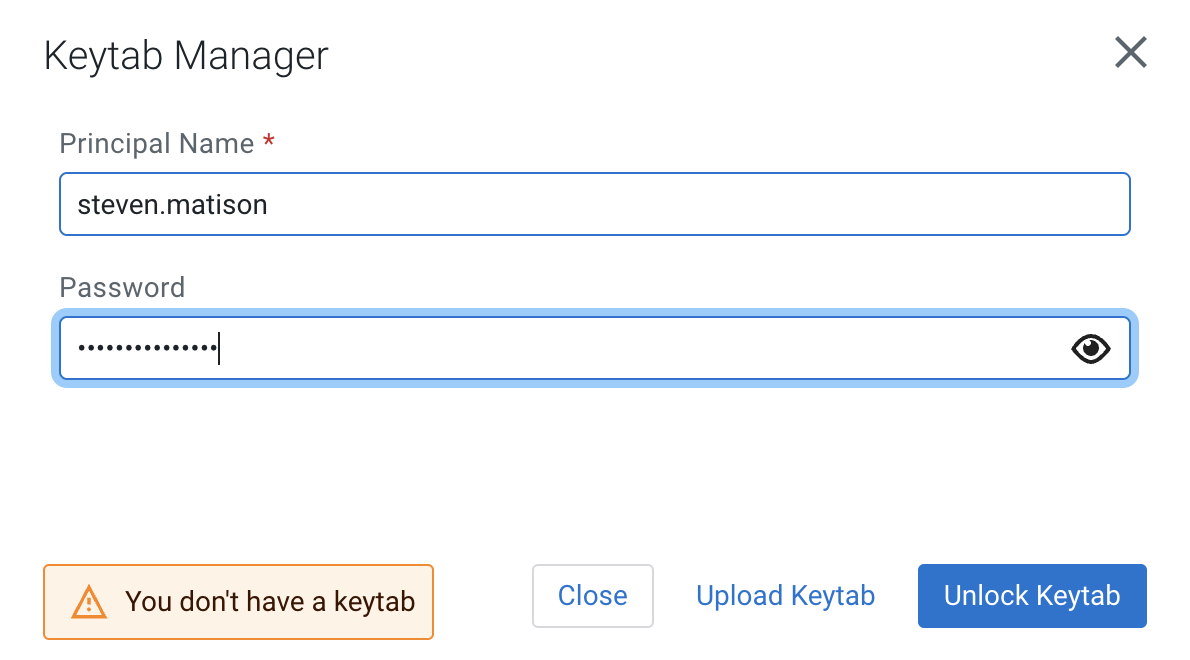 Keytab Manager
Principal Name *
steven.matison
Password
•••••••••••••••
You don't have a keytab
Close
Upload Keytab
Unlock Keytab